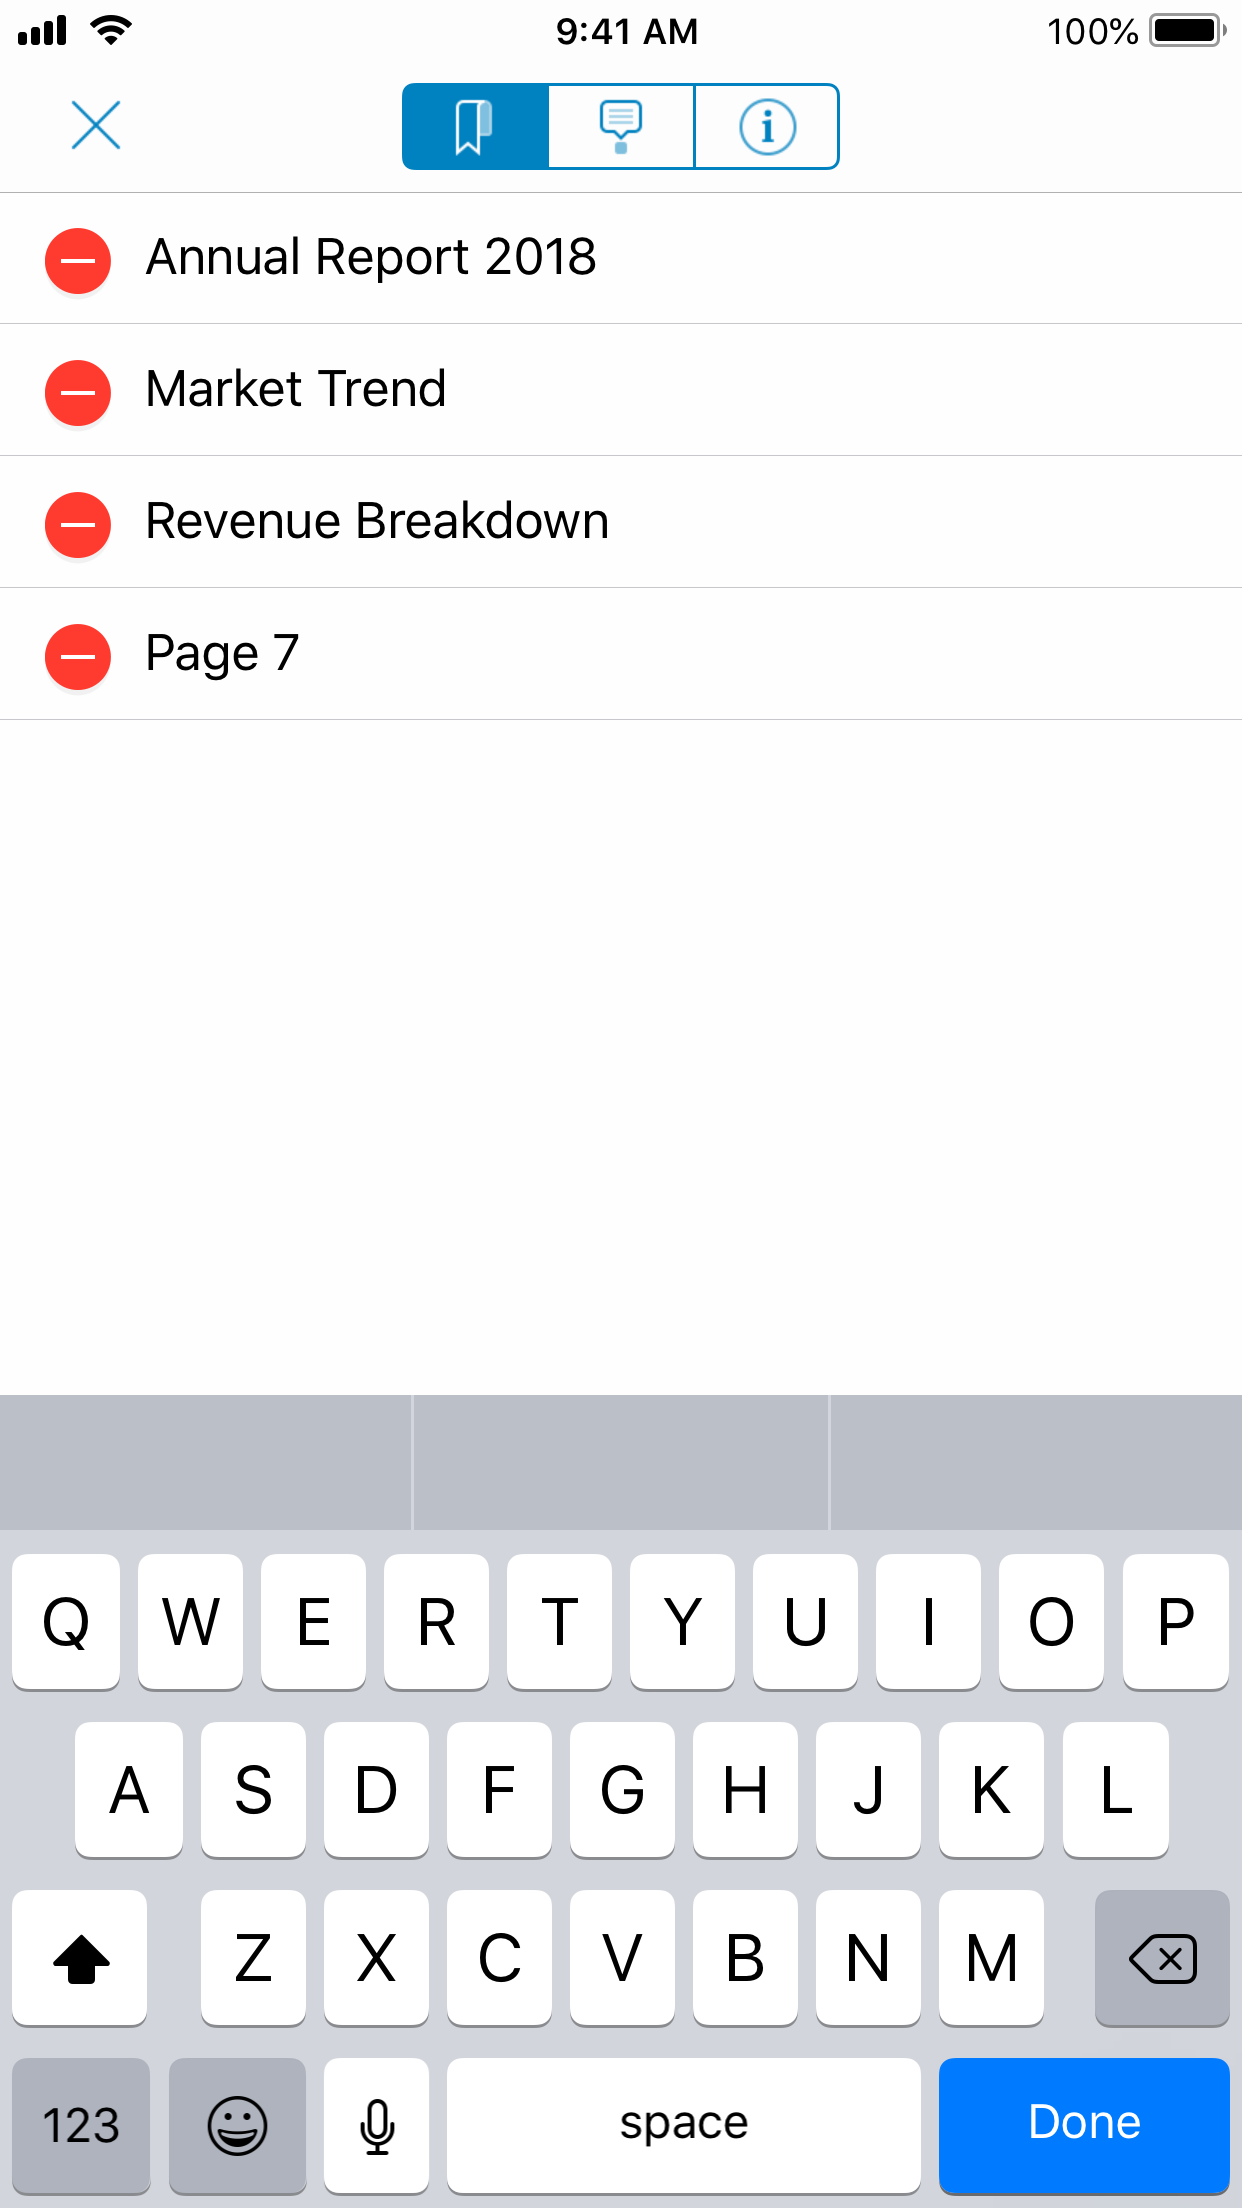 9:41 AM 100%
i
Annual Report 2018
Market Trend
Revenue Breakdown
Page 7
Q W E R T Y U I O P
A S D F G H J K L
Z X C V B N M
123 space Done